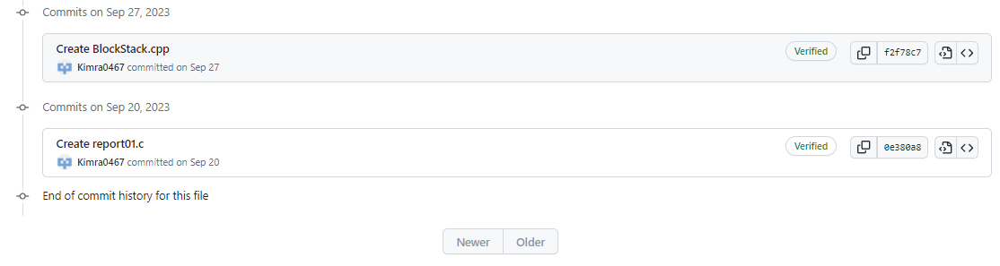 Commits on Sep 27, 2023
Create BlockStack.cpp
Verified
f2f78c7
Kimra0467 committed on Sep 27
Commits on Sep 20, 2023
Create report01.c
Verified
0e380a8
Kimra0467 committed on Sep 20
End of commit history for this file
Newer
Older